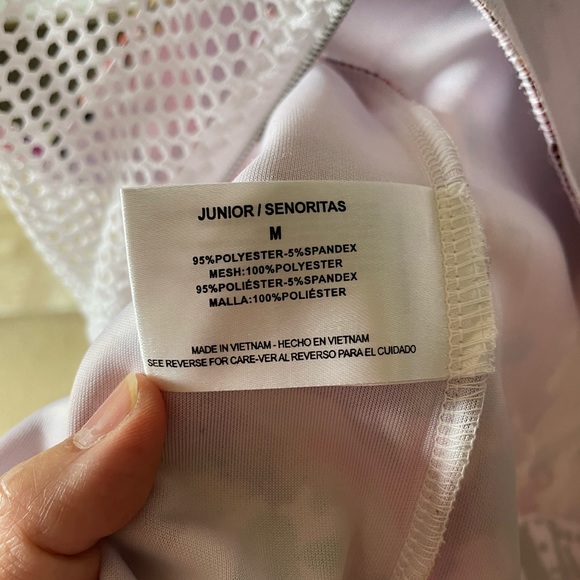 JUNIOR / SENORITAS
M
95%POLYESTER-5%SPANDEX
MESH:100%POLYESTER
95%POLIÉSTER-5%SPANDEX
MALLA:100%POLIÉSTER
MADE IN VIETNAM - HECHO EN VIETNAM
SEE REVERSE FOR CARE-VER AL REVERSO PARA EL CUIDADO